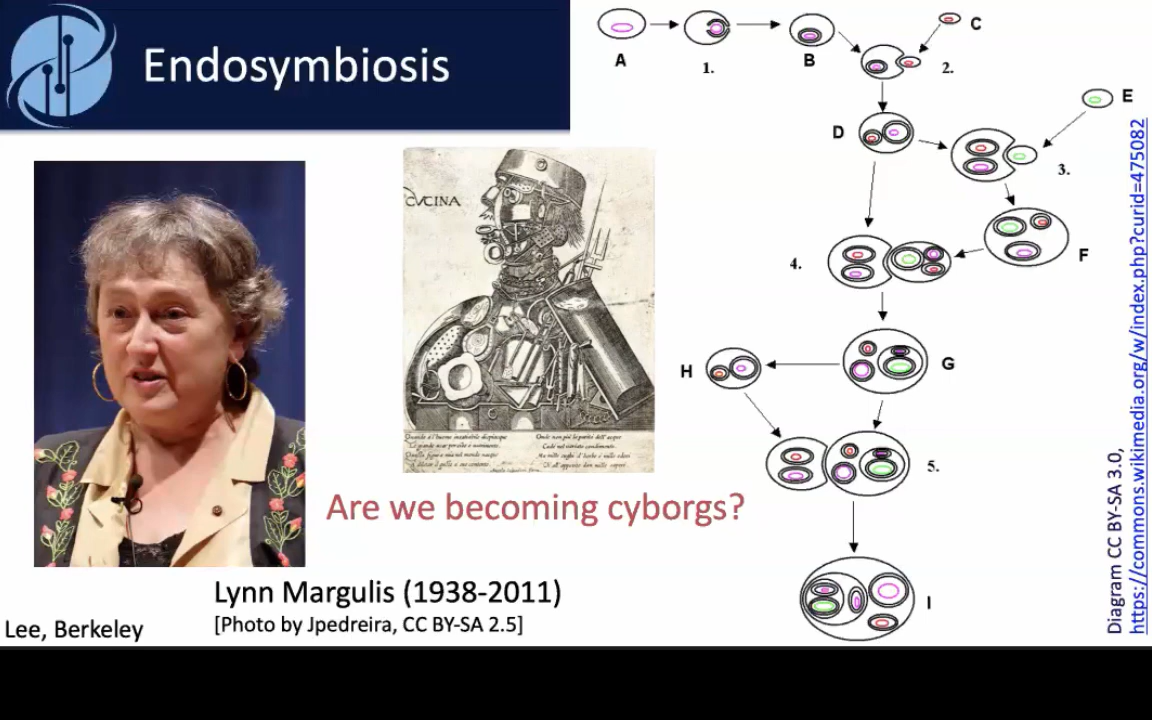 Endosymbiosis
A
1.
B
C
2.
D
E
3.
F
4.
G
H
5.
I
CVCINA
Are we becoming cyborgs?
Lynn Margulis (1938-2011)
[Photo by Jpedreira, CC BY-SA 2.5]
Lee, Berkeley
Diagram CC BY-SA 3.0,
https://commons.wikimedia.org/w/index.php?curid=475082